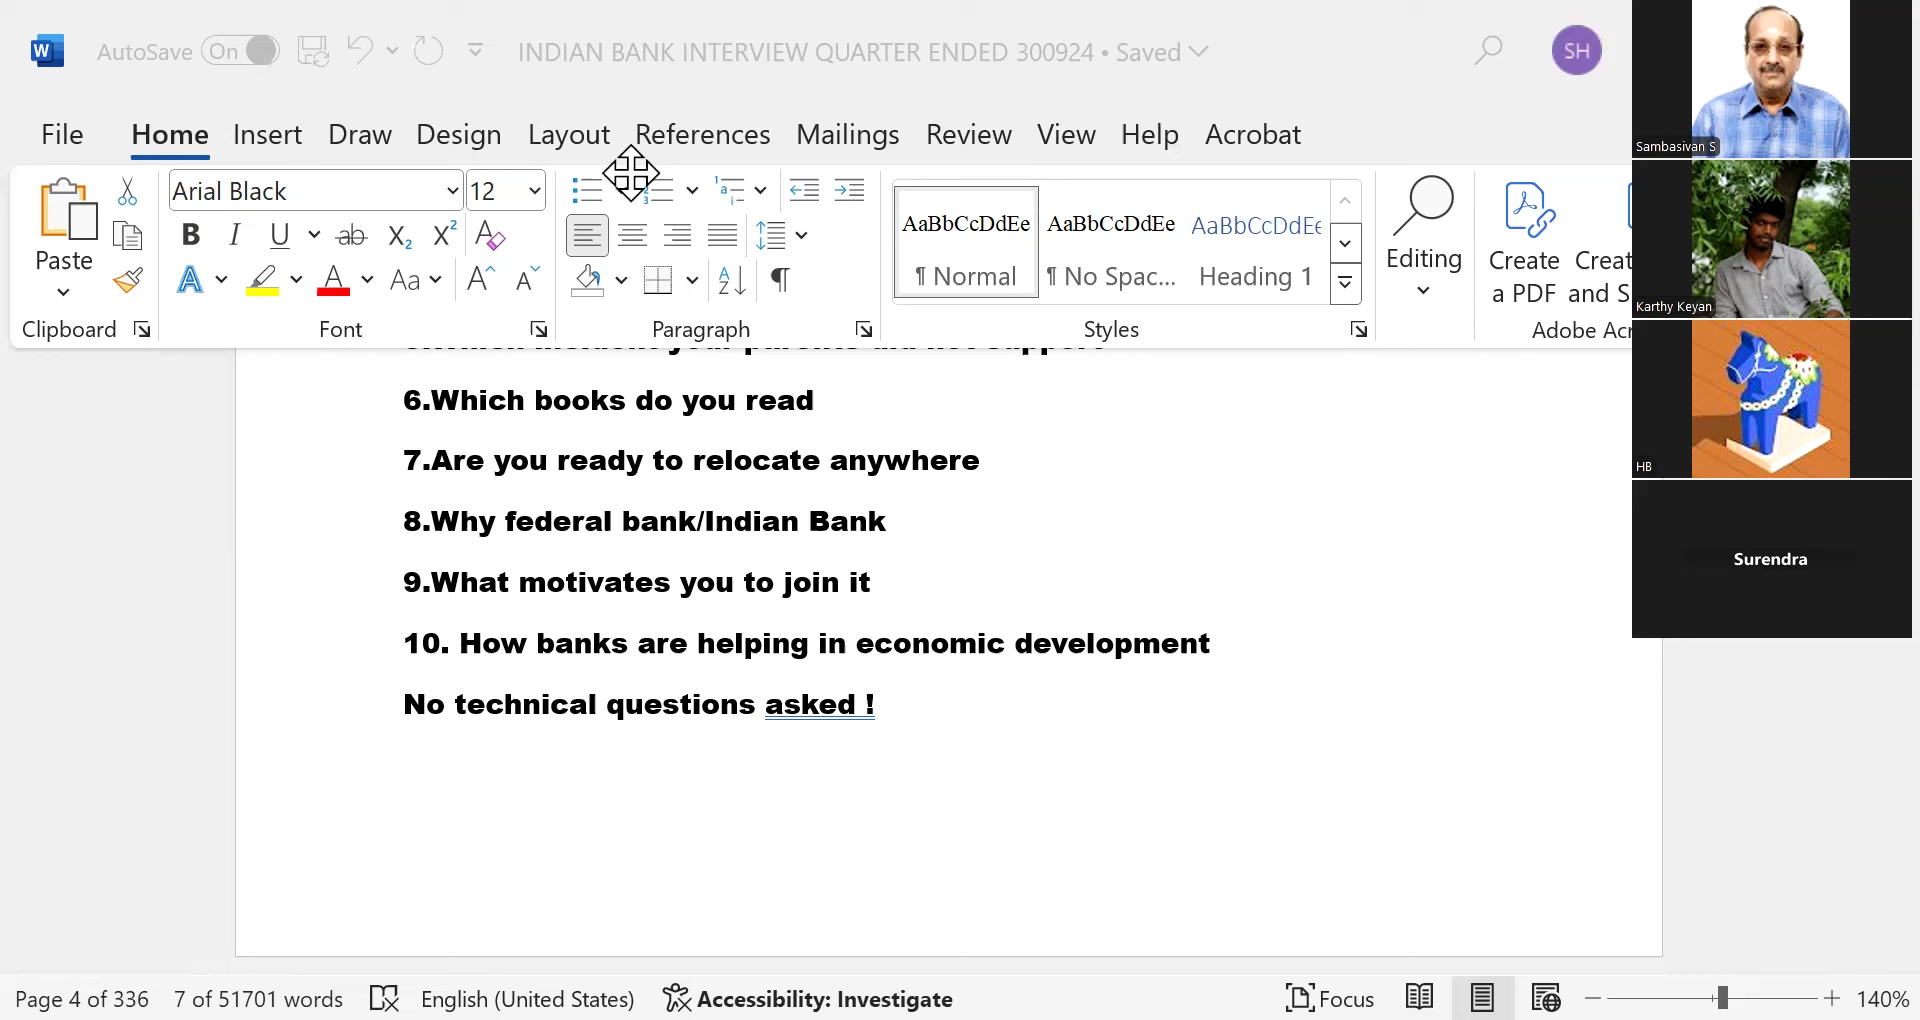 AutoSave On INDIAN BANK INTERVIEW QUARTER ENDED 300924 • Saved SH
File Home Insert Draw Design Layout References Mailings Review View Help Acrobat
Arial Black 12
Paste
Clipboard Font Paragraph
AaBbCcDdEe AaBbCcDdEe AaBbCcDdEe
¶ Normal ¶ No Spac... Heading 1
Styles
Editing
Create a PDF
and S
Adobe Acr
6.Which books do you read
7.Are you ready to relocate anywhere
8.Why federal bank/Indian Bank
9.What motivates you to join it
10. How banks are helping in economic development
No technical questions asked !
Sambasivan S
Karthy Keyan
HB
Surendra
Page 4 of 336 7 of 51701 words English (United States) Accessibility: Investigate Focus 140%